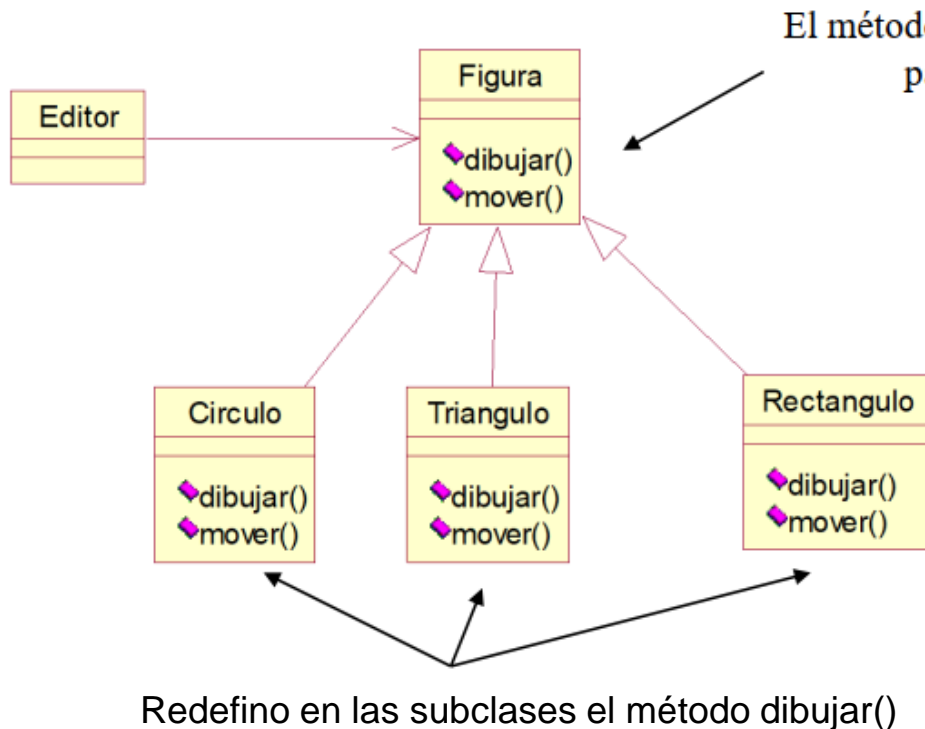 El método
Editor
Figura
dibujar()
mover()
Circulo
dibujar()
mover()
Triangulo
dibujar()
mover()
Rectangulo
dibujar()
mover()
Redefino en las subclases el método dibujar()